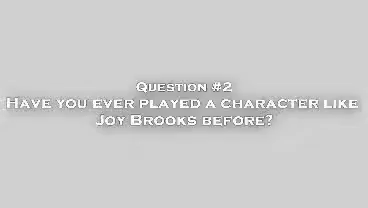 Question #2
Have you ever played a character like
Joy Brooks before?